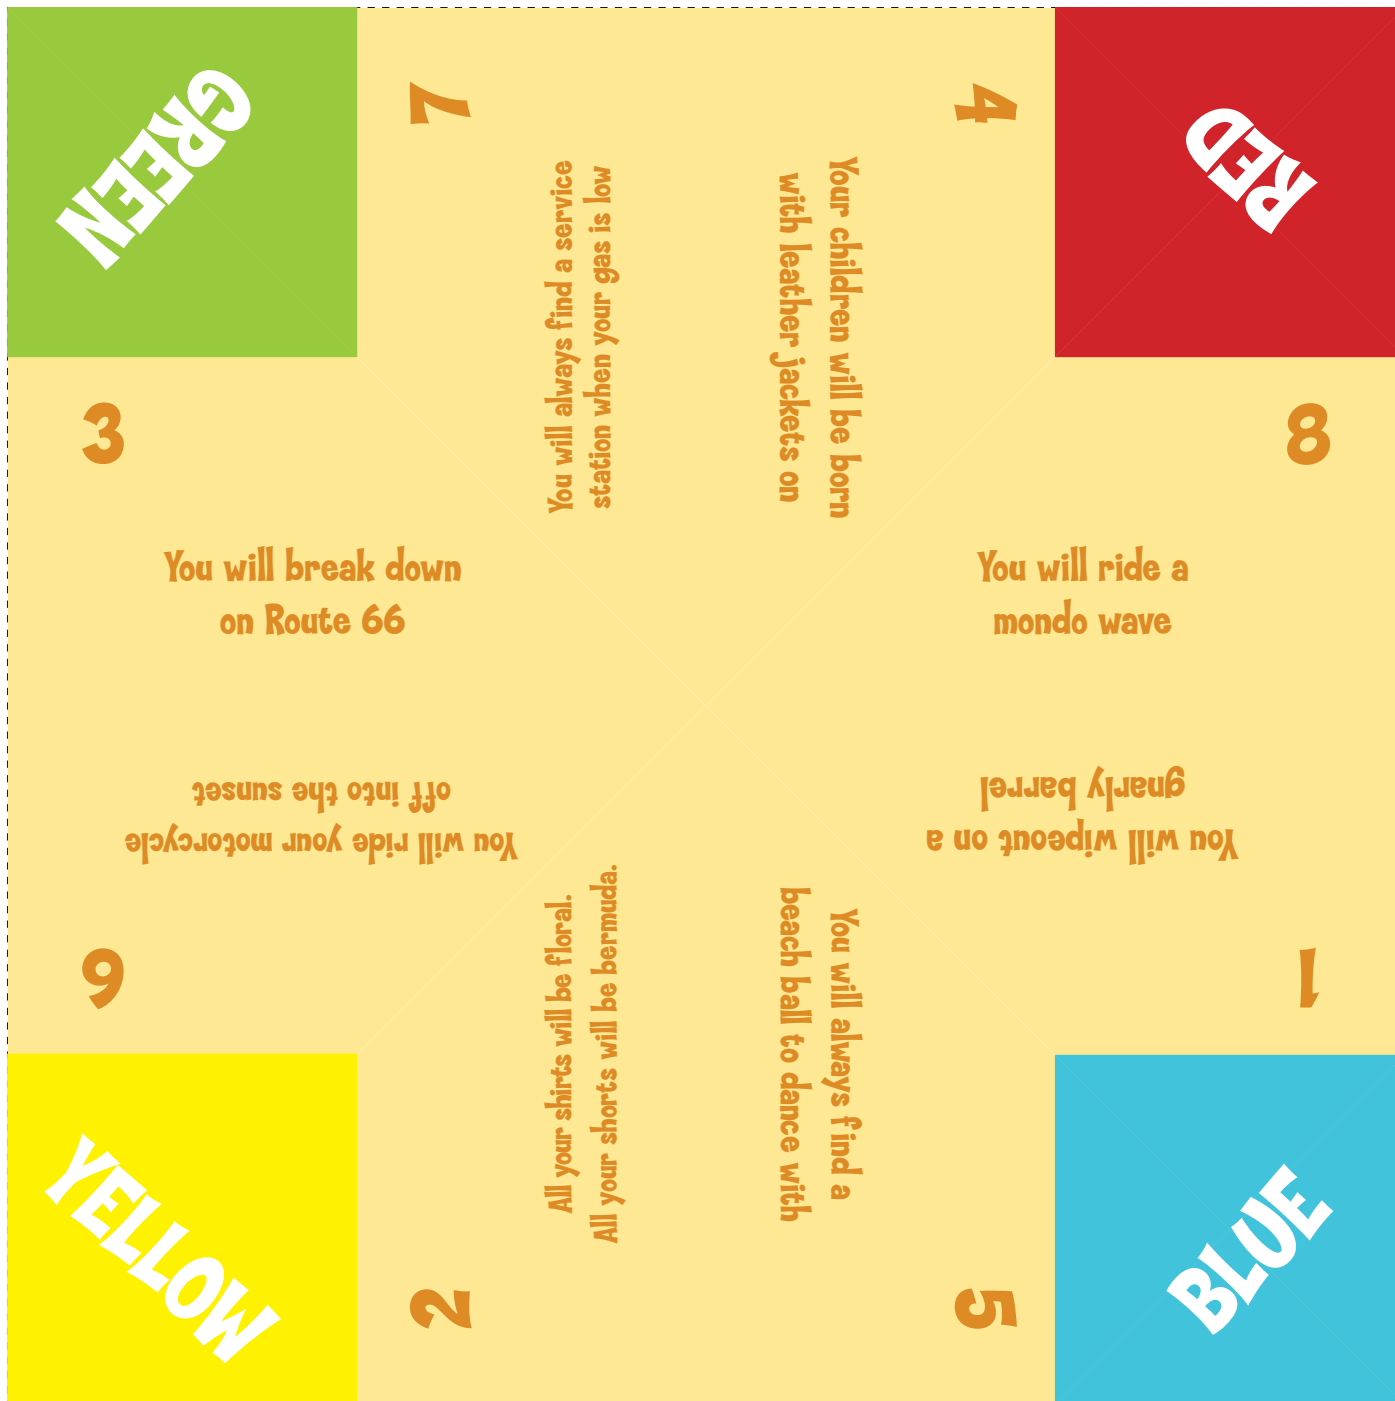 GREEN
7
You will always find a service
station when your gas is low
4
Your children will be born
with leather jackets on
RED
3
You will break down
on Route 66
8
You will ride a
mondo wave
6
You will ride your motorcycle
off into the sunset
1
You will wipeout on a
gnarly barrel
YELLOW
2
All your shirts will be floral.
All your shorts will be bermuda.
5
You will always find a
beach ball to dance with
BLUE